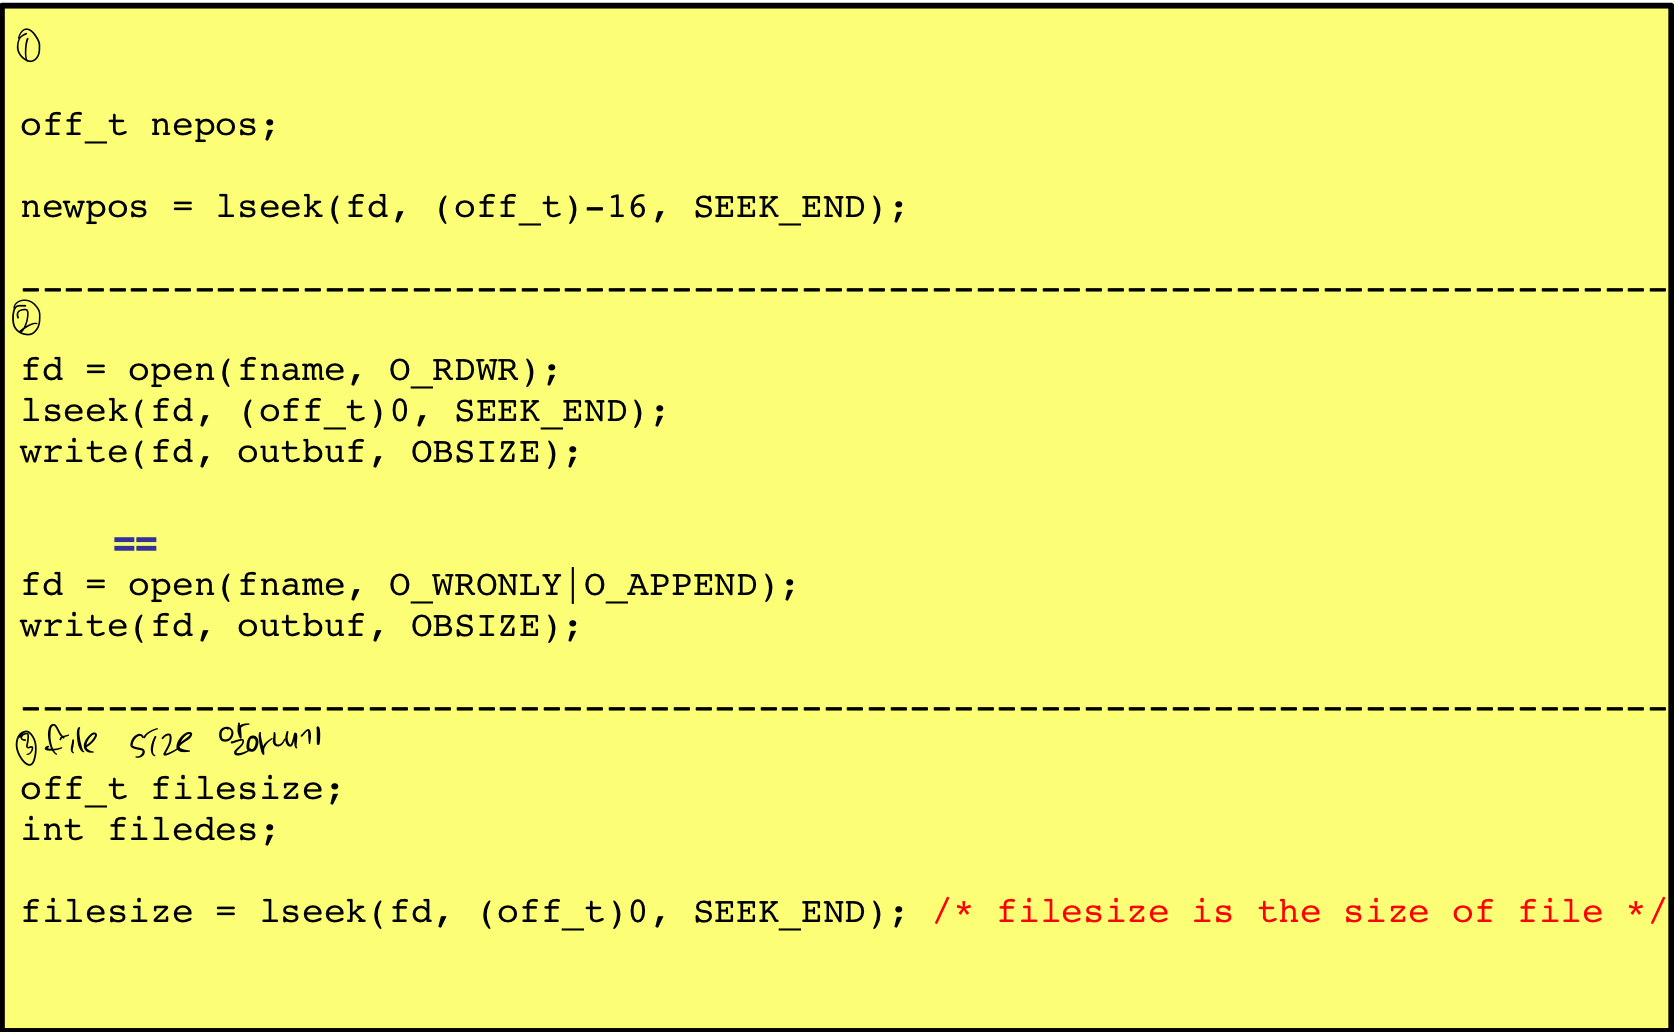 ①
off_t nepos;
newpos = lseek(fd, (off_t)-16, SEEK_END);
--------------------------------------------------------------------------
②
fd = open(fname, O_RDWR);
lseek(fd, (off_t)0, SEEK_END);
write(fd, outbuf, OBSIZE);
==
fd = open(fname, O_WRONLY|O_APPEND);
write(fd, outbuf, OBSIZE);
--------------------------------------------------------------------------
③ file size 알아내기
off_t filesize;
int filedes;
filesize = lseek(fd, (off_t)0, SEEK_END); /* filesize is the size of file */